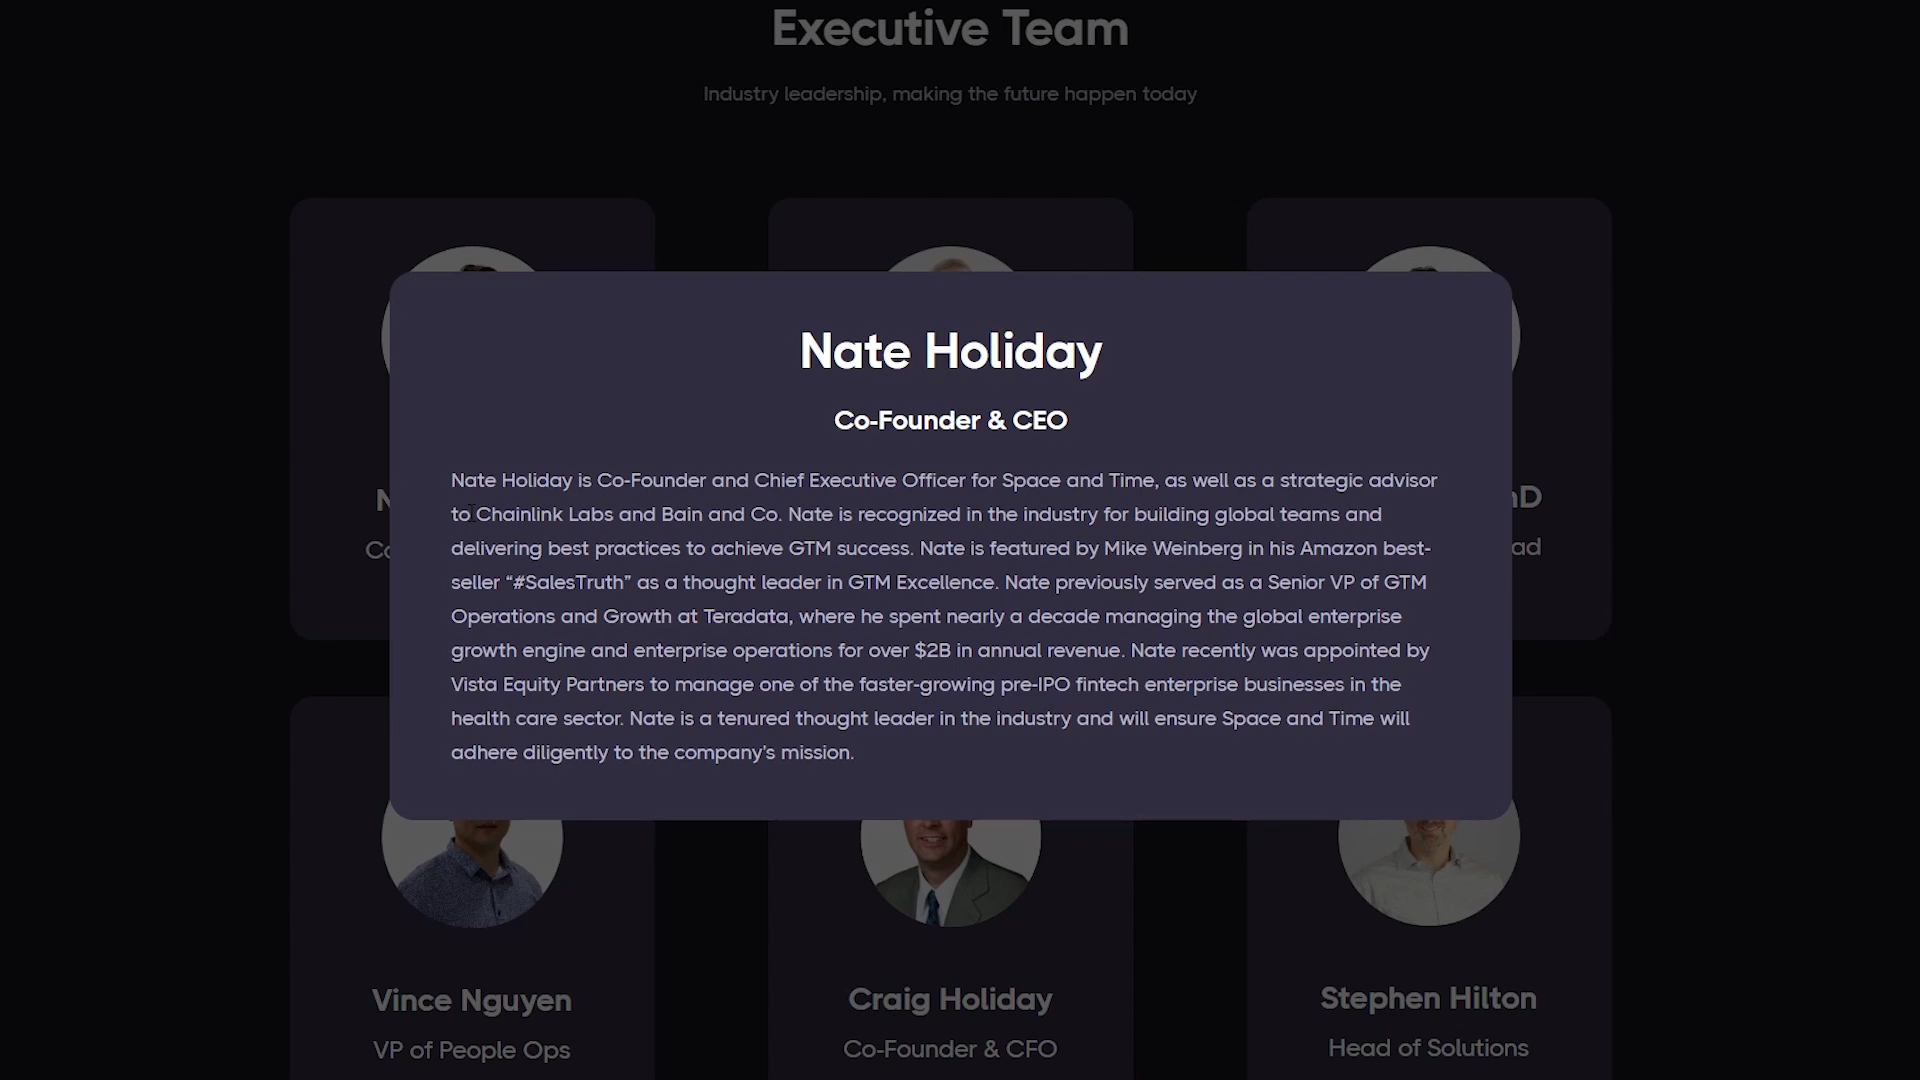 Executive Team
Industry leadership, making the future happen today
Nate Holiday
Co-Founder & CEO
Nate Holiday is Co-Founder and Chief Executive Officer for Space and Time, as well as a strategic advisor
to Chainlink Labs and Bain and Co. Nate is recognized in the industry for building global teams and
delivering best practices to achieve GTM success. Nate is featured by Mike Weinberg in his Amazon best-
seller “#SalesTruth” as a thought leader in GTM Excellence. Nate previously served as a Senior VP of GTM
Operations and Growth at Teradata, where he spent nearly a decade managing the global enterprise
growth engine and enterprise operations for over $2B in annual revenue. Nate recently was appointed by
Vista Equity Partners to manage one of the faster-growing pre-IPO fintech enterprise businesses in the
health care sector. Nate is a tenured thought leader in the industry and will ensure Space and Time will
adhere diligently to the company's mission.
Vince Nguyen
VP of People Ops
Craig Holiday
Co-Founder & CFO
Stephen Hilton
Head of Solutions